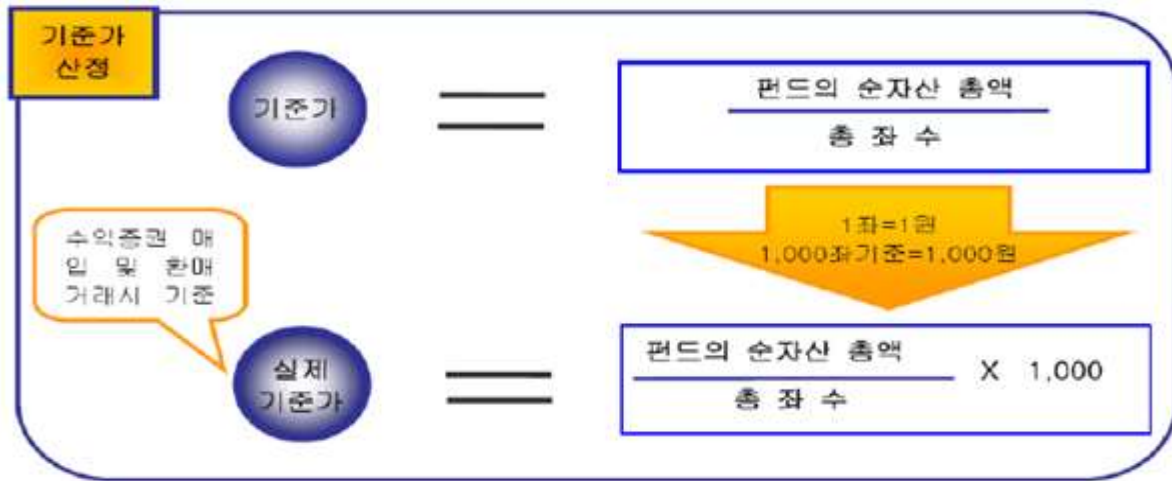 기준가
산정
기준가
펀드의 순자산 총액
총 좌 수
1좌=1원
1,000좌기준=1,000원
수익증권 매
입 및 환매
거래시 기준
실제
기준가
펀드의 순자산 총액
총 좌 수
X 1,000